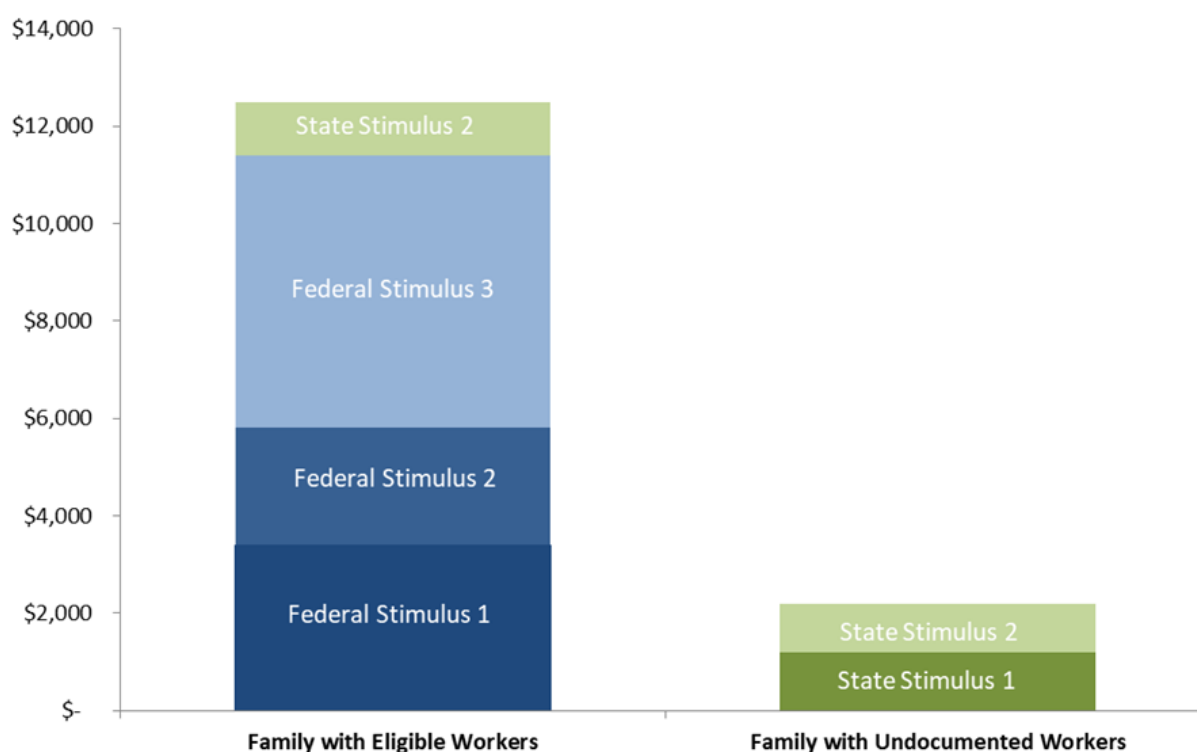 $14,000
$12,000
$10,000
$8,000
$6,000
$4,000
$2,000
$-
State Stimulus 2
Federal Stimulus 3
Federal Stimulus 2
Federal Stimulus 1
State Stimulus 2
State Stimulus 1
Family with Eligible Workers
Family with Undocumented Workers